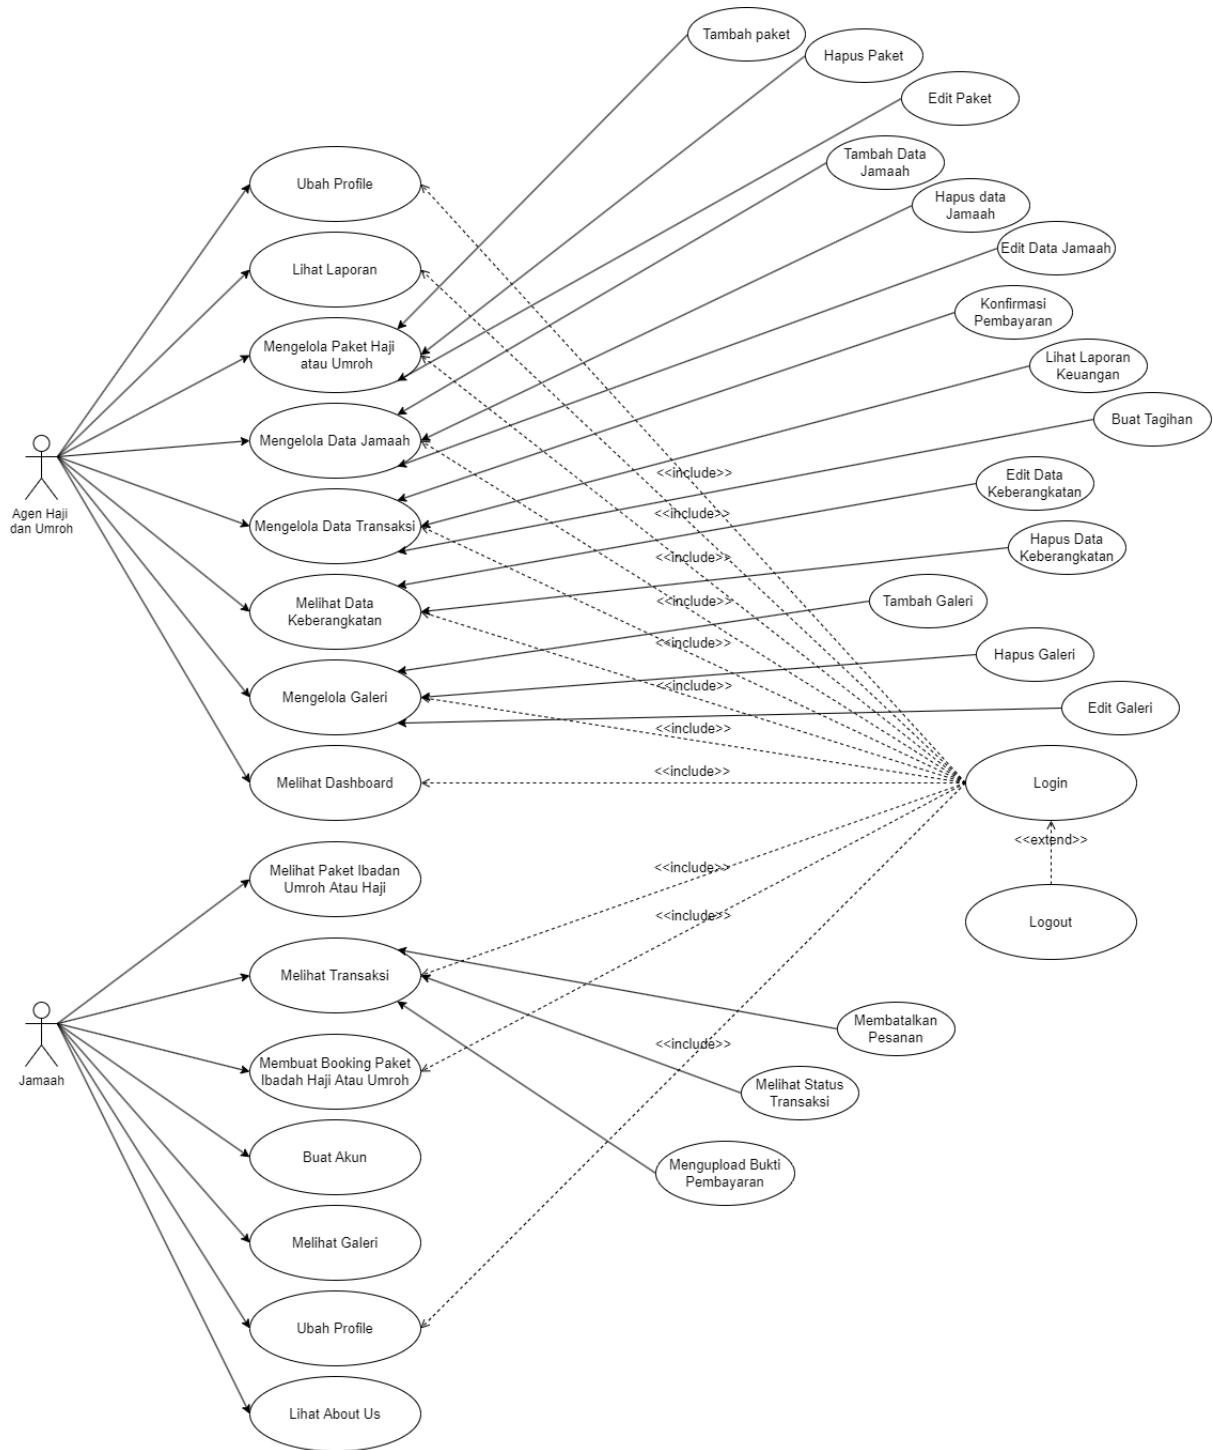 Tambah paket
Hapus Paket
Edit Paket
Tambah Data
Jamaah
Hapus data
Jamaah
Edit Data Jamaah
Konfirmasi
Pembayaran
Lihat Laporan
Keuangan
Buat Tagihan
Edit Data
Keberangkatan
Hapus Data
Keberangkatan
Tambah Galeri
Hapus Galeri
Edit Galeri
Ubah Profile
Lihat Laporan
Mengelola Paket Haji
atau Umroh
Mengelola Data Jamaah
Mengelola Data Transaksi
Melihat Data
Keberangkatan
Mengelola Galeri
Melihat Dashboard
Agen Haji
dan Umroh
<<include>>
<<include>>
<<include>>
<<include>>
<<include>>
<<include>>
<<include>>
<<include>>
Login
<<extend>>
Logout
Melihat Paket Ibadan
Umroh Atau Haji
<<include>>
<<include>>
Melihat Transaksi
Membuat Booking Paket
Ibadah Haji Atau Umroh
<<include>>
Membatalkan
Pesanan
Melihat Status
Transaksi
Mengupload Bukti
Pembayaran
Jamaah
Buat Akun
Melihat Galeri
Ubah Profile
Lihat About Us